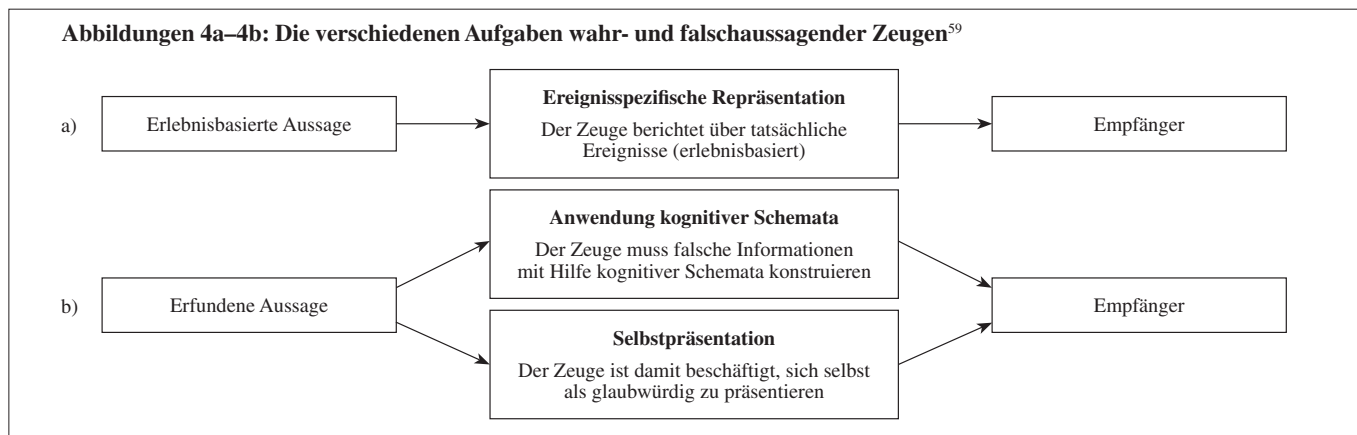 Abbildungen 4a–4b: Die verschiedenen Aufgaben wahr- und falschaussagender Zeugen59
a)
Erlebnisbasierte Aussage
Ereignisspezifische Repräsentation
Der Zeuge berichtet über tatsächliche
Ereignisse (erlebnisbasiert)
Empfänger
b)
Erfundene Aussage
Anwendung kognitiver Schemata
Der Zeuge muss falsche Informationen
mit Hilfe kognitiver Schemata konstruieren
Selbstpräsentation
Der Zeuge ist damit beschäftigt, sich selbst
als glaubwürdig zu präsentieren
Empfänger